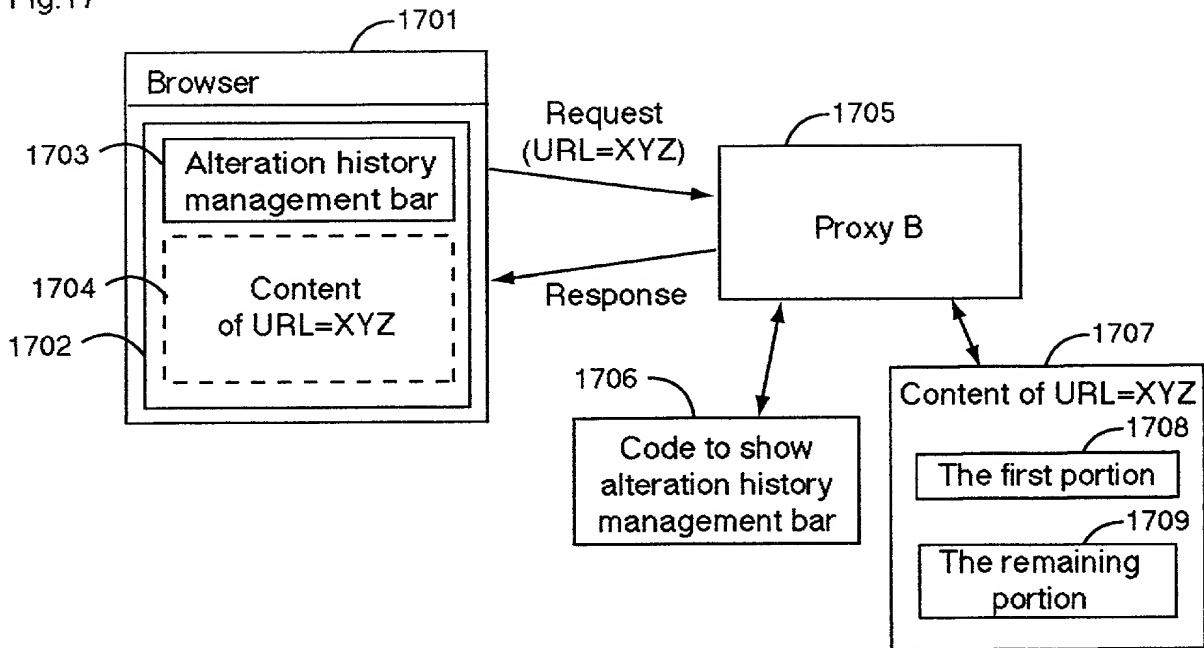 Fig.17
1701
Browser
1703
Alteration history
management bar
1704
Content
of URL=XYZ
1702
Request
(URL=XYZ)
Response
1705
Proxy B
1706
Code to show
alteration history
management bar
1707
Content of URL=XYZ
1708
The first portion
1709
The remaining
portion